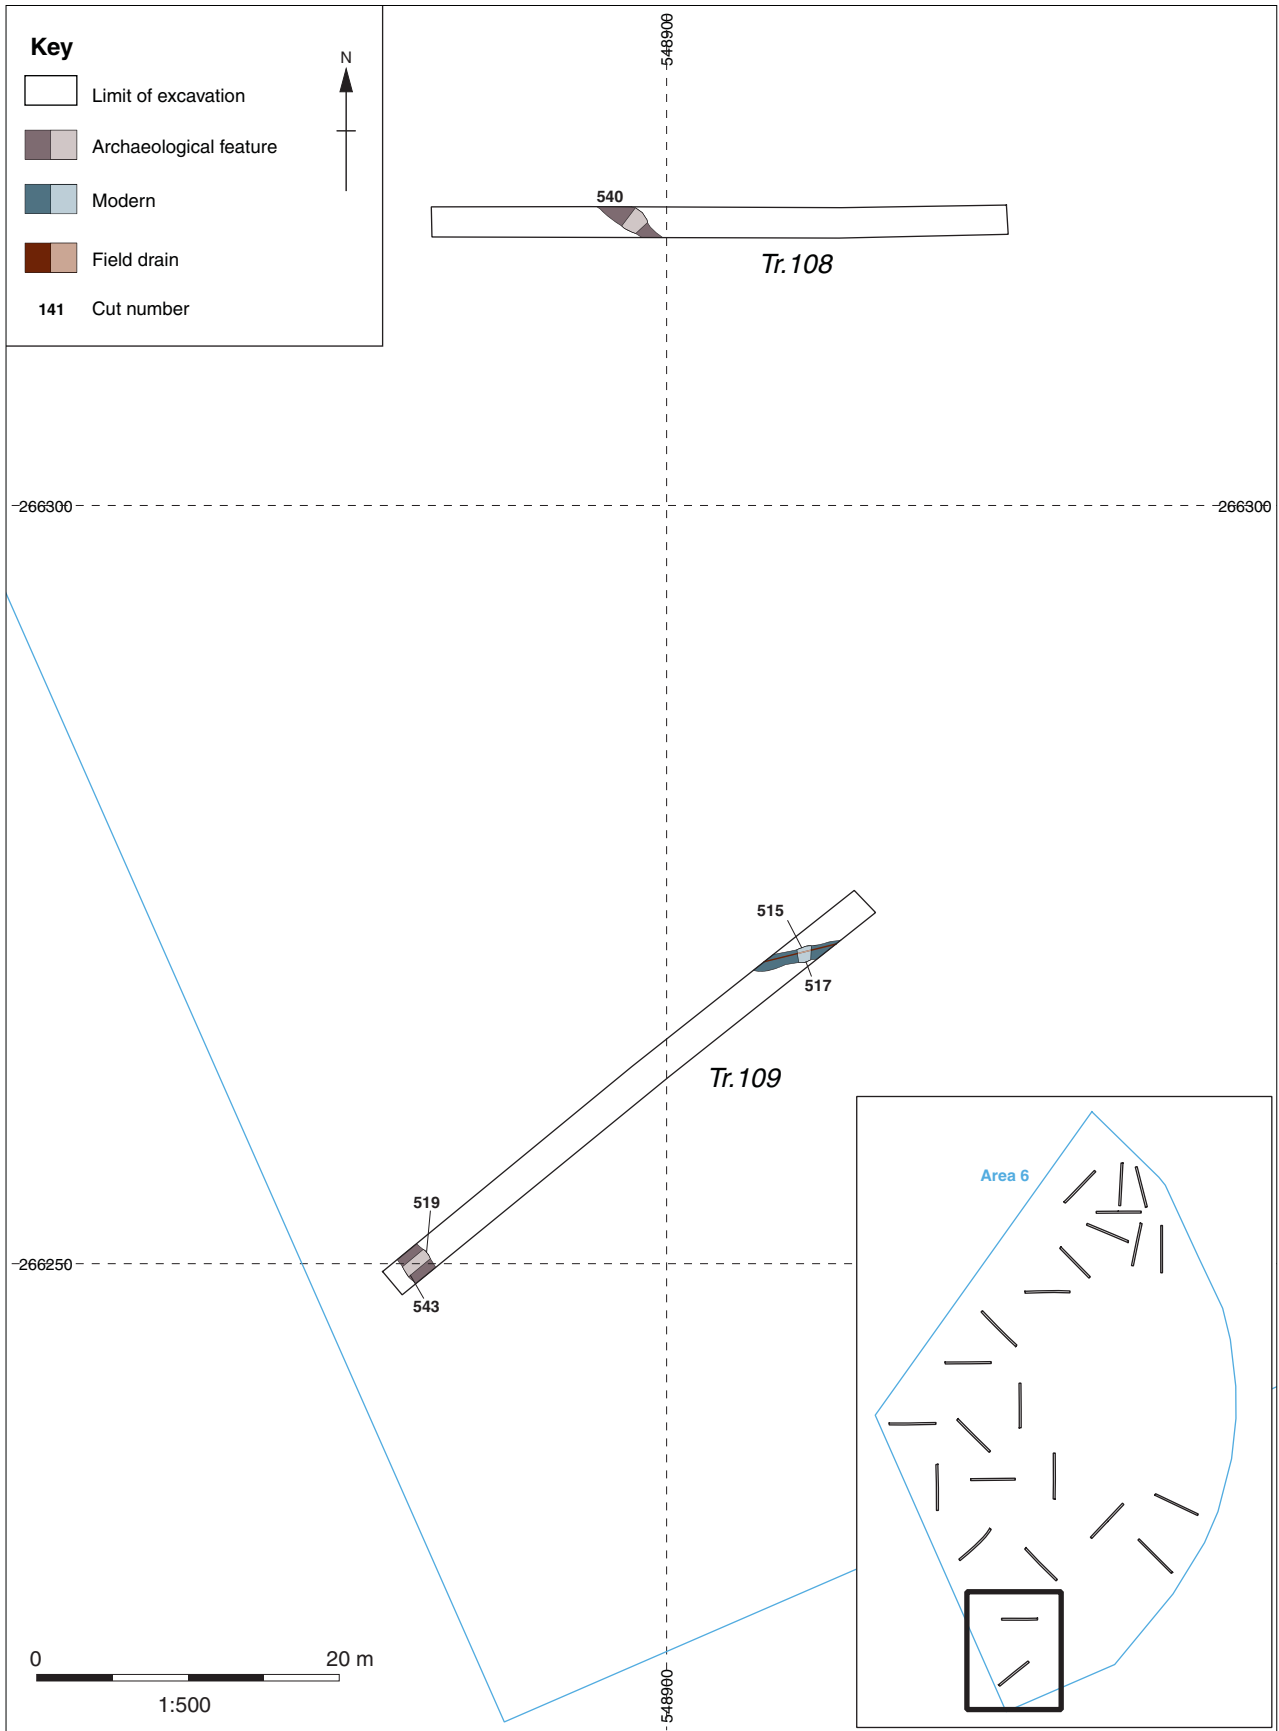 Key
N
Limit of excavation
Archaeological feature
Modern
Field drain
141 Cut number
548900
540
Tr.108
266300
266300
515
517
Tr.109
519
266250
543
Area 6
0 20 m
1:500
548900